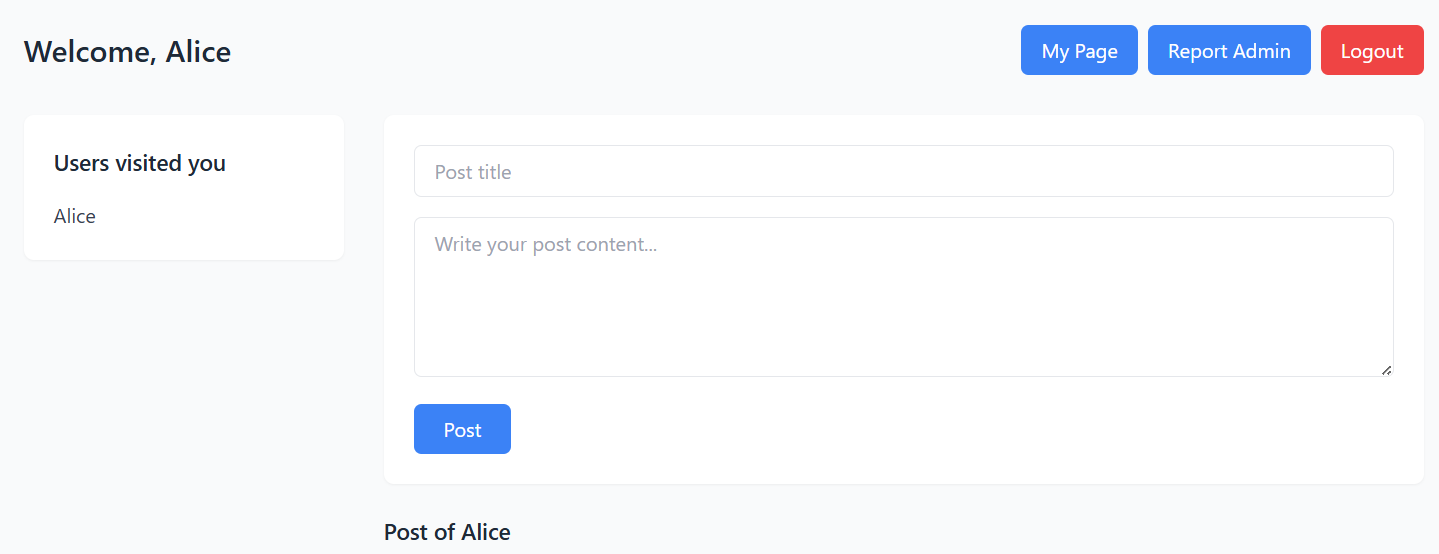 Welcome, Alice
My Page
Report Admin
Logout
Users visited you
Alice
Post title
Write your post content...
Post
Post of Alice